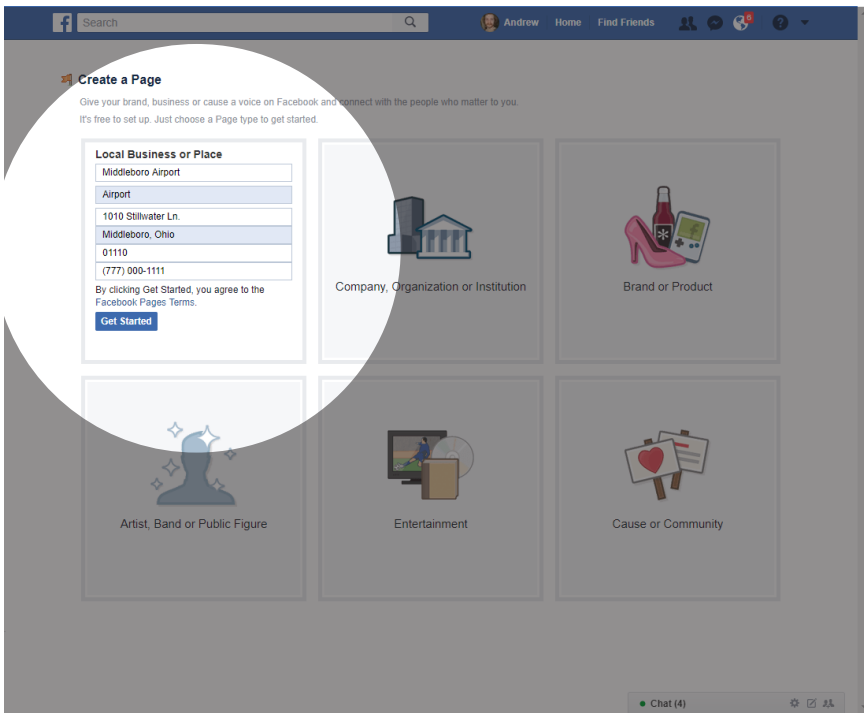 f
Search
Andrew Home Find Friends
?
Create a Page
Give your brand, business or cause a voice on Facebook and connect with the people who matter to you.
It's free to set up. Just choose a Page type to get started.
Local Business or Place
Middleboro Airport
Airport
1010 Stillwater Ln.
Middleboro, Ohio
01110
(777) 000-1111
By clicking Get Started, you agree to the
Facebook Pages Terms.
Get Started
Company, Organization or Institution
Brand or Product
Artist, Band or Public Figure
Entertainment
Cause or Community
Chat (4)